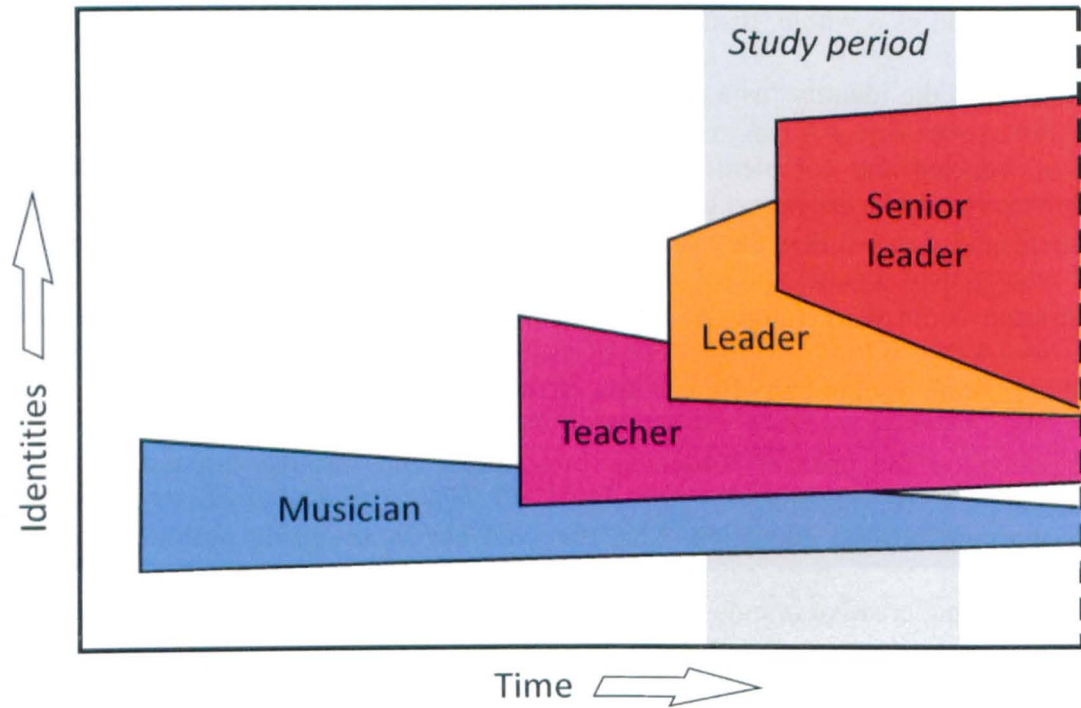 Study period
Senior
leader
Leader
Teacher
Musician
Identities
Time